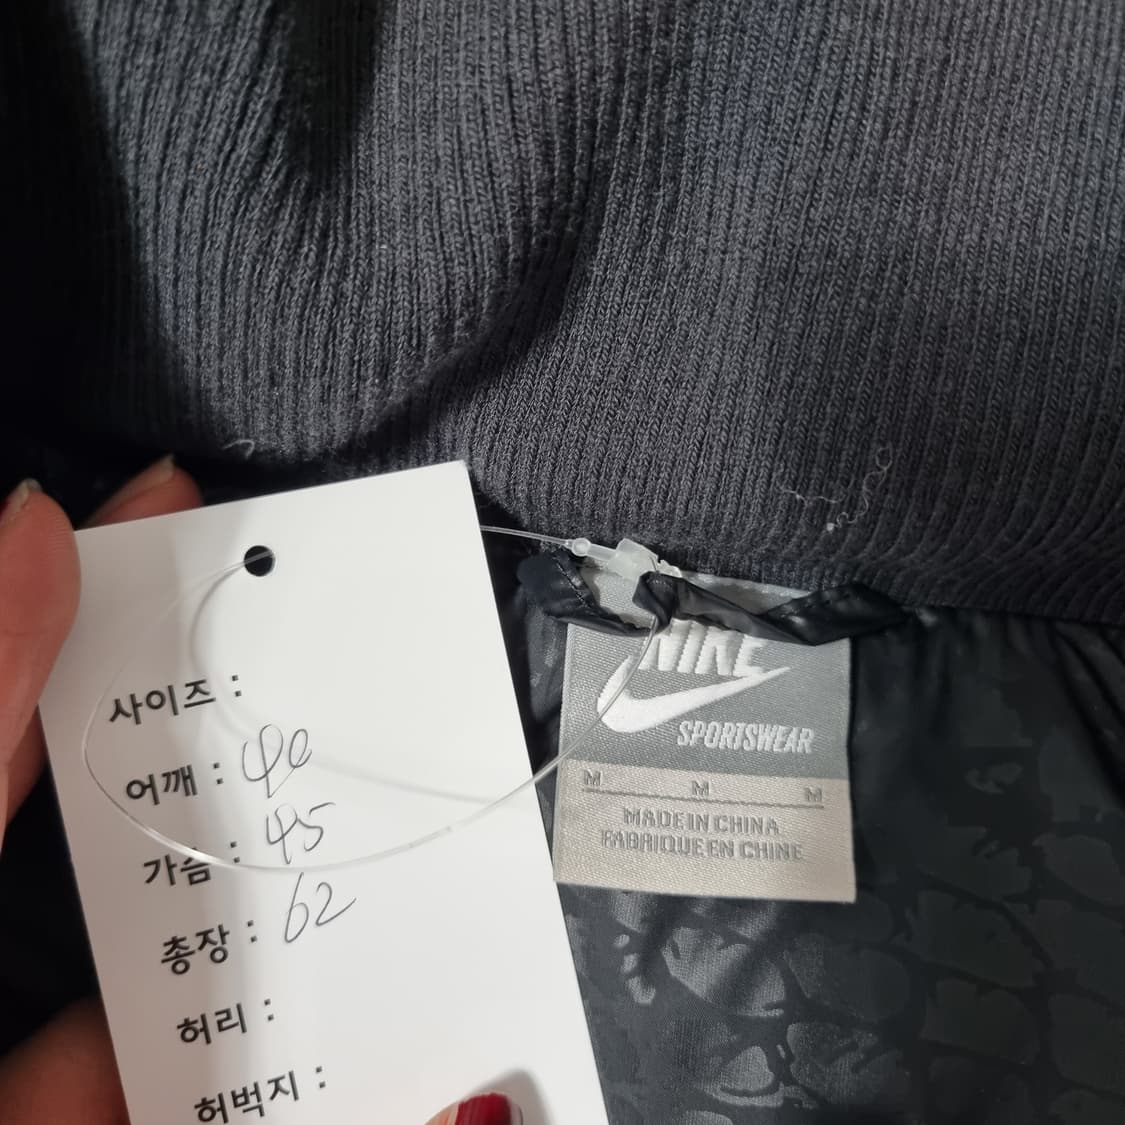 사이즈 :
어깨 : 40
가슴 : 45
총장 : 62
허리 :
허벅지 :
NIKE
SPORTSWEAR
M M M
MADE IN CHINA
FABRIQUE EN CHINE